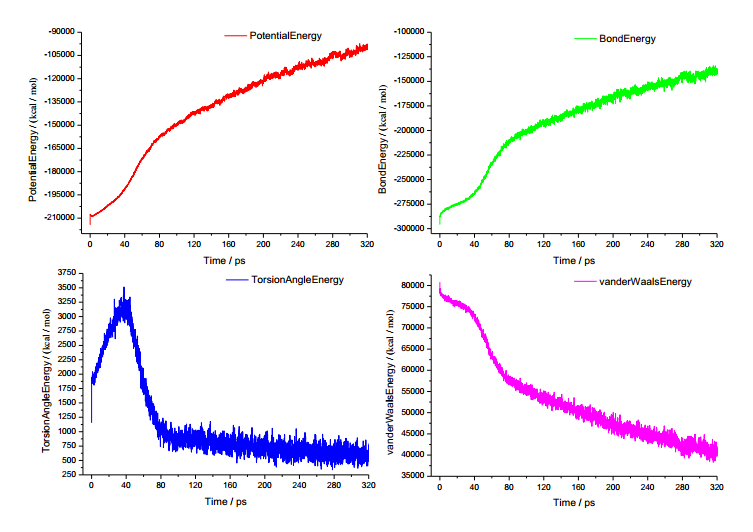 PotentialEnergy
PotentialEnergy / (kcal / mol)
-90000
-105000
-120000
-135000
-150000
-165000
-180000
-195000
-210000
0 40 80 120 160 200 240 280 320
Time / ps
BondEnergy
BondEnergy / (kcal / mol)
-100000
-125000
-150000
-175000
-200000
-225000
-250000
-275000
-300000
0 40 80 120 160 200 240 280 320
Time / ps
TorsionAngleEnergy
TorsionAngleEnergy / (kcal / mol)
3750
3500
3250
3000
2750
2500
2250
2000
1750
1500
1250
1000
750
500
250
0 40 80 120 160 200 240 280 320
Time / ps
vanderWaalsEnergy
vanderWaalsEnergy / (kcal / mol)
80000
75000
70000
65000
60000
55000
50000
45000
40000
35000
0 40 80 120 160 200 240 280 320
Time / ps